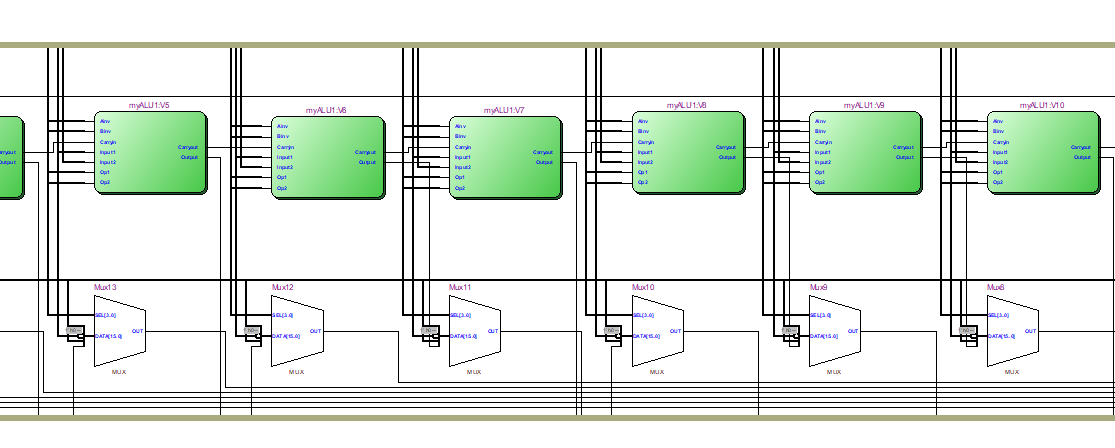 myALU1:V5
myALU1:V6
myALU1:V7
myALU1:V8
myALU1:V9
myALU1:V10
Carryout
Output
Ainv
Binv
Carryin
Input1
Input2
Op1
Op2
Carryout
Output
Ainv
Binv
Carryin
Input1
Input2
Op1
Op2
Carryout
Output
Ainv
Binv
Carryin
Input1
Input2
Op1
Op2
Carryout
Output
Ainv
Binv
Carryin
Input1
Input2
Op1
Op2
Carryout
Output
Ainv
Binv
Carryin
Input1
Input2
Op1
Op2
Carryout
Output
Ainv
Binv
Carryin
Input1
Input2
Op1
Op2
Carryout
Output
Mux13
SEL[3..0]
DATA[15..0]
OUT
MUX
Mux12
SEL[3..0]
DATA[15..0]
OUT
MUX
Mux11
SEL[3..0]
DATA[15..0]
OUT
MUX
Mux10
SEL[3..0]
DATA[15..0]
OUT
MUX
Mux9
SEL[3..0]
DATA[15..0]
OUT
MUX
Mux8
SEL[3..0]
DATA[15..0]
OUT
MUX